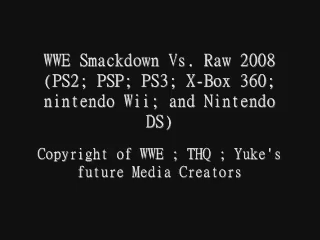 WWE Smackdown Vs. Raw 2008
(PS2; PSP; PS3; X-Box 360;
nintendo Wii; and Nintendo
DS)
Copyright of WWE ; THQ ; Yuke's
future Media Creators